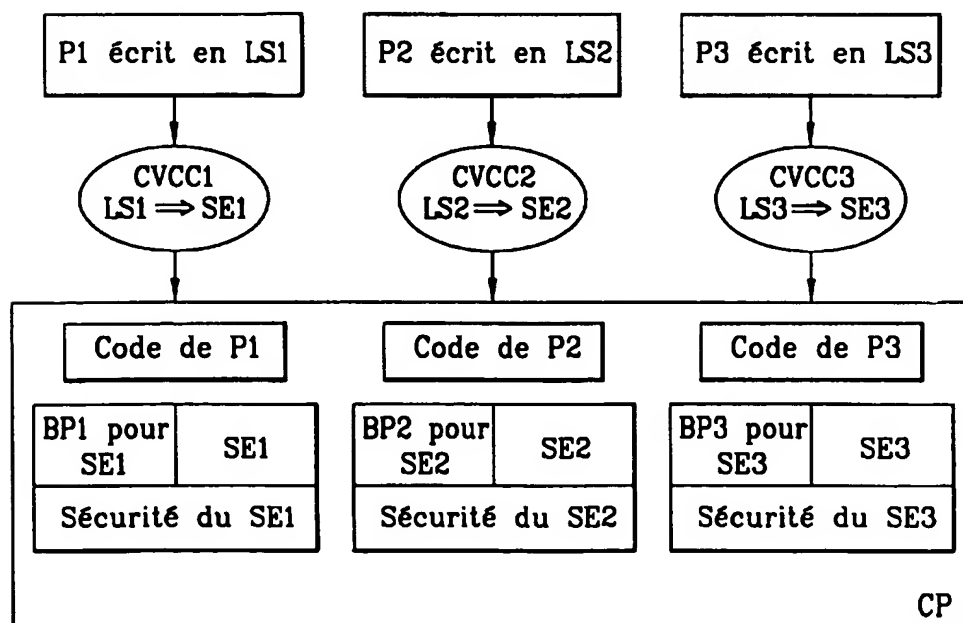 P1 écrit en LS1
P2 écrit en LS2
P3 écrit en LS3
CVCC1
LS1 ⟹ SE1
CVCC2
LS2 ⟹ SE2
CVCC3
LS3 ⟹ SE3
Code de P1
Code de P2
Code de P3
BP1 pour
SE1
SE1
BP2 pour
SE2
SE2
BP3 pour
SE3
SE3
Sécurité du SE1
Sécurité du SE2
Sécurité du SE3
CP